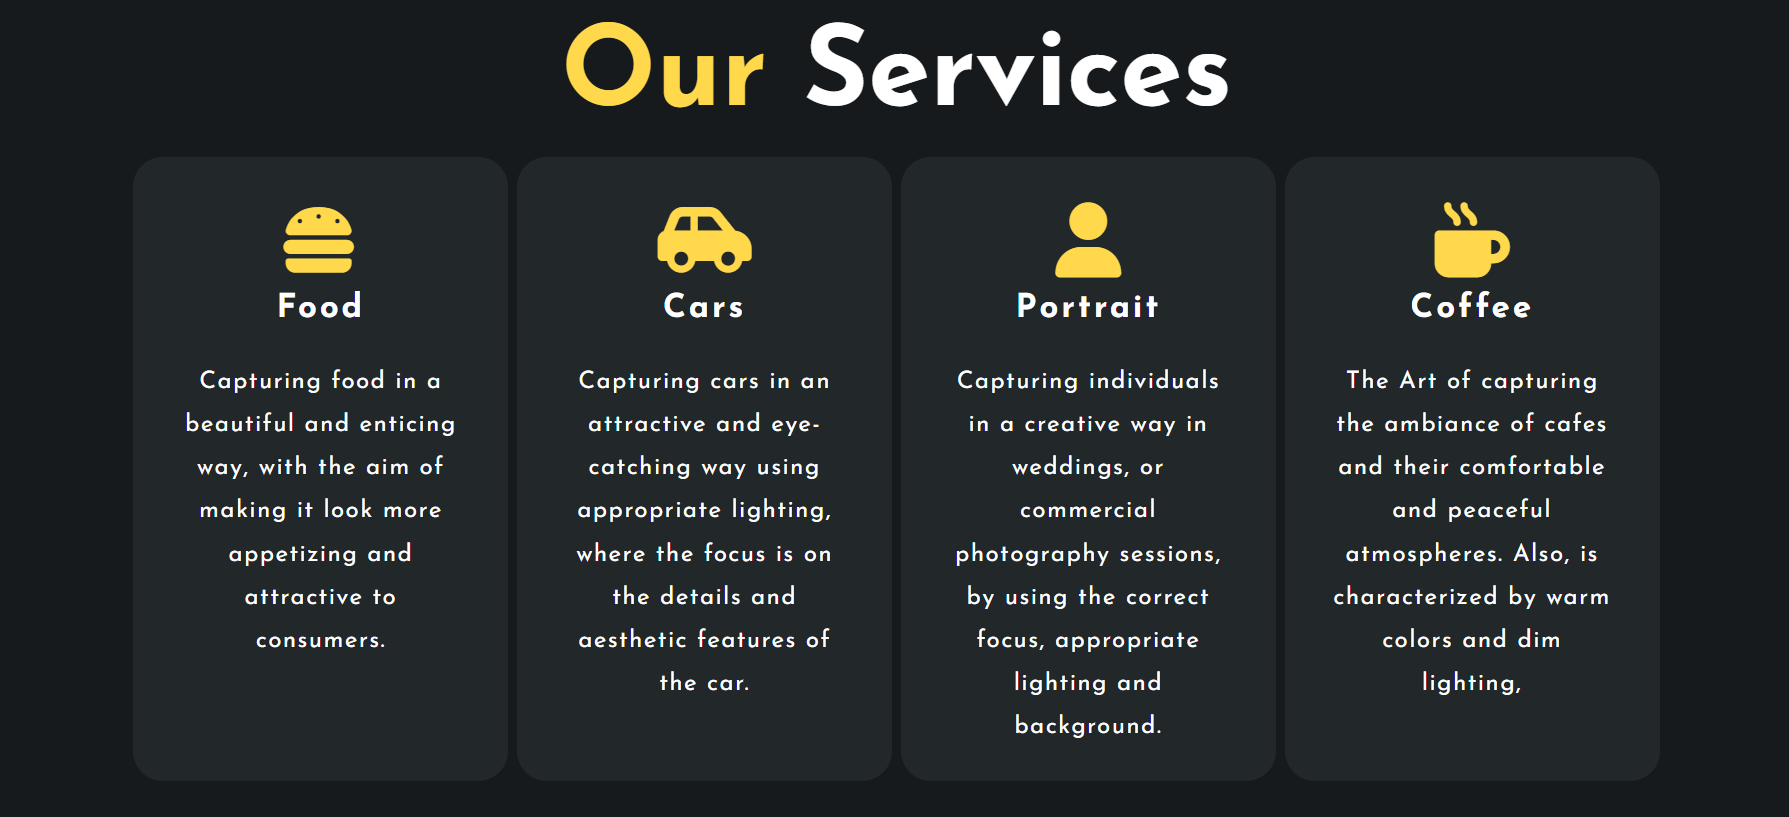 Our Services
Food
Capturing food in a
beautiful and enticing
way, with the aim of
making it look more
appetizing and
attractive to
consumers.
Cars
Capturing cars in an
attractive and eye-
catching way using
appropriate lighting,
where the focus is on
the details and
aesthetic features of
the car.
Portrait
Capturing individuals
in a creative way in
weddings, or
commercial
photography sessions,
by using the correct
focus, appropriate
lighting and
background.
Coffee
The Art of capturing
the ambiance of cafes
and their comfortable
and peaceful
atmospheres. Also, is
characterized by warm
colors and dim
lighting,